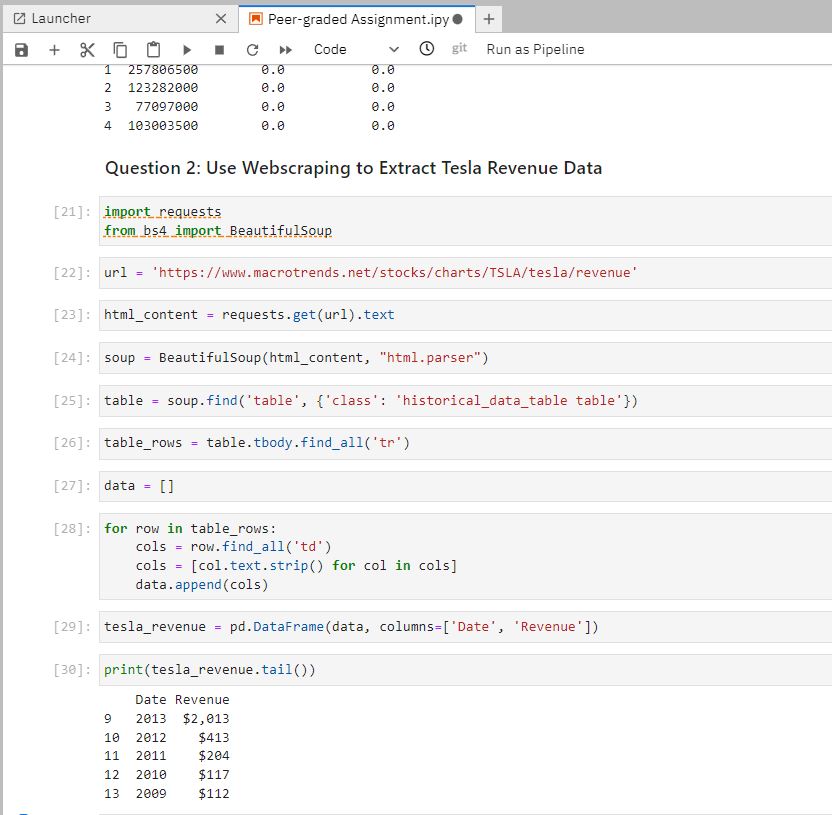 Launcher
Peer-graded Assignment.ipy
Code
git
Run as Pipeline
1 257806500 0.0 0.0
2 123282000 0.0 0.0
3 77097000 0.0 0.0
4 103003500 0.0 0.0
Question 2: Use Webscraping to Extract Tesla Revenue Data
[21]: import requests
from bs4 import BeautifulSoup
[22]: url = 'https://www.macrotrends.net/stocks/charts/TSLA/tesla/revenue'
[23]: html_content = requests.get(url).text
[24]: soup = BeautifulSoup(html_content, "html.parser")
[25]: table = soup.find('table', {'class': 'historical_data_table table'})
[26]: table_rows = table.tbody.find_all('tr')
[27]: data = []
[28]: for row in table_rows:
    cols = row.find_all('td')
    cols = [col.text.strip() for col in cols]
    data.append(cols)
[29]: tesla_revenue = pd.DataFrame(data, columns=['Date', 'Revenue'])
[30]: print(tesla_revenue.tail())
Date Revenue
9 2013 $2,013
10 2012 $413
11 2011 $204
12 2010 $117
13 2009 $112